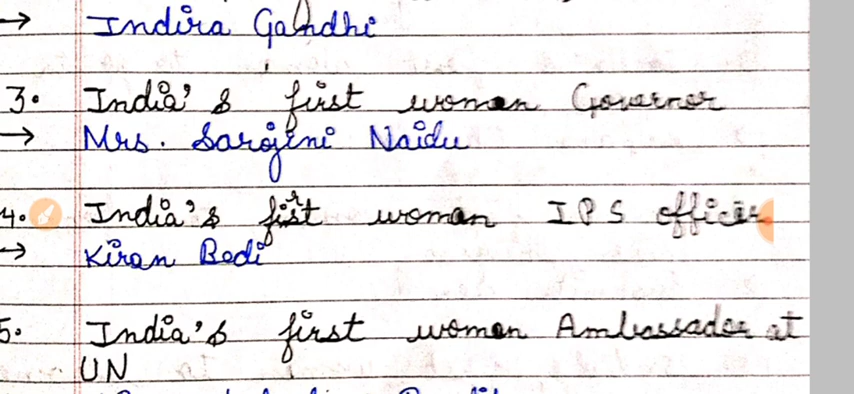 → Indira Gandhi
3. India's first woman Governor
→ Mrs. Sarojini Naidu
4. India's first woman IPS officer
→ Kiran Bedi
5. India's first woman Ambassador at
UN